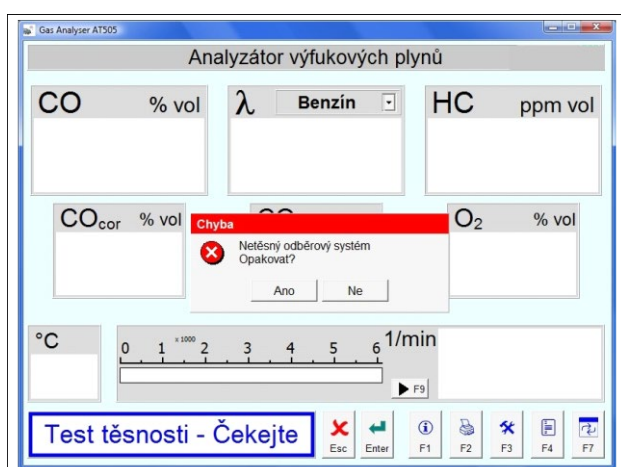 Gas Analyser AT505
Analyzátor výfukových plynů
CO % vol
λ Benzín
HC ppm vol
COcor % vol
O2 % vol
Chyba
Netěsný odběrový systém
Opakovat?
Ano Ne
°C
0 1 x 1000 2 3 4 5 6 1/min
F9
Test těsnosti - Čekejte
Esc Enter F1 F2 F3 F4 F7